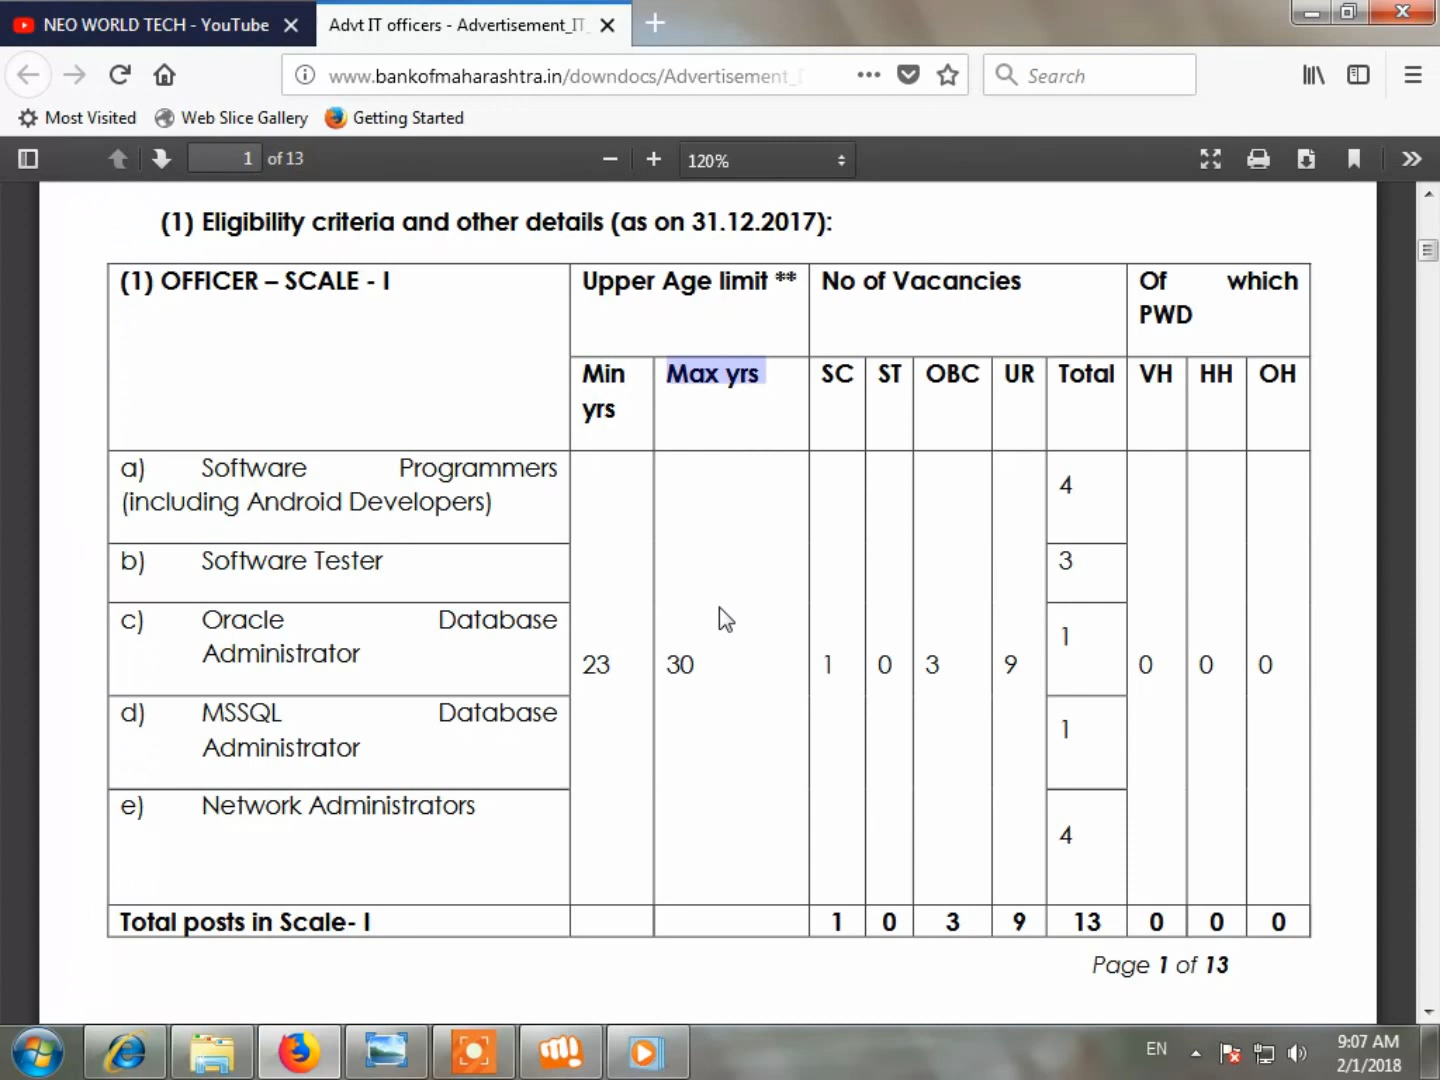 NEO WORLD TECH - YouTube
Advt IT officers - Advertisement_IT
www.bankofmaharashtra.in/downdocs/Advertisement_
Search
Most Visited
Web Slice Gallery
Getting Started
1 of 13
120%
(1) Eligibility criteria and other details (as on 31.12.2017):
(1) OFFICER – SCALE - I
Upper Age limit **
No of Vacancies
Of which
PWD
Min
yrs
Max yrs
SC
ST
OBC
UR
Total
VH
HH
OH
a) Software Programmers
(including Android Developers)
4
b) Software Tester
3
c) Oracle Database
Administrator
1
23
30
1
0
3
9
0
0
0
d) MSSQL Database
Administrator
1
e) Network Administrators
4
Total posts in Scale- I
1
0
3
9
13
0
0
0
Page 1 of 13
EN
9:07 AM
2/1/2018